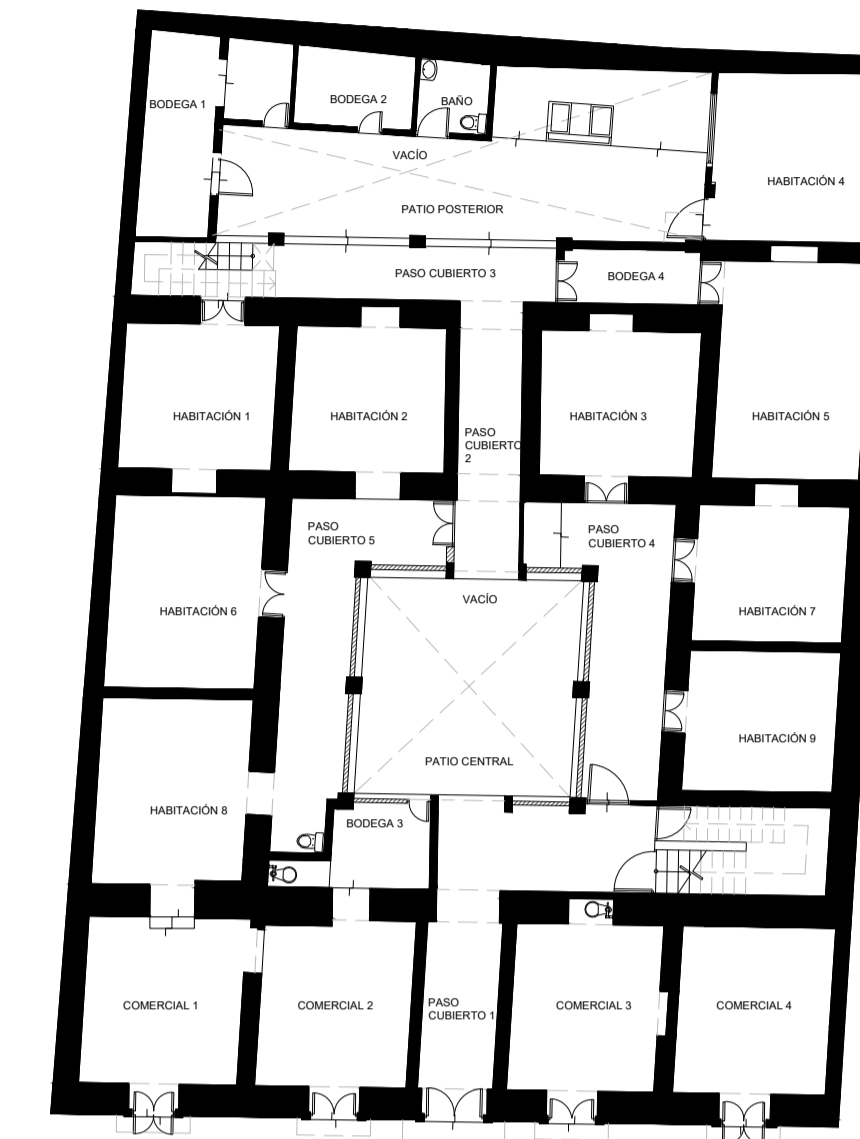 BODEGA 1
BODEGA 2
BAÑO
VACÍO
HABITACIÓN 4
PATIO POSTERIOR
PASO CUBIERTO 3
BODEGA 4
HABITACIÓN 1
HABITACIÓN 2
HABITACIÓN 3
HABITACIÓN 5
PASO
CUBIERTO
2
PASO
CUBIERTO 5
PASO
CUBIERTO 4
VACÍO
HABITACIÓN 6
HABITACIÓN 7
HABITACIÓN 9
PATIO CENTRAL
HABITACIÓN 8
BODEGA 3
COMERCIAL 1
COMERCIAL 2
PASO
CUBIERTO 1
COMERCIAL 3
COMERCIAL 4